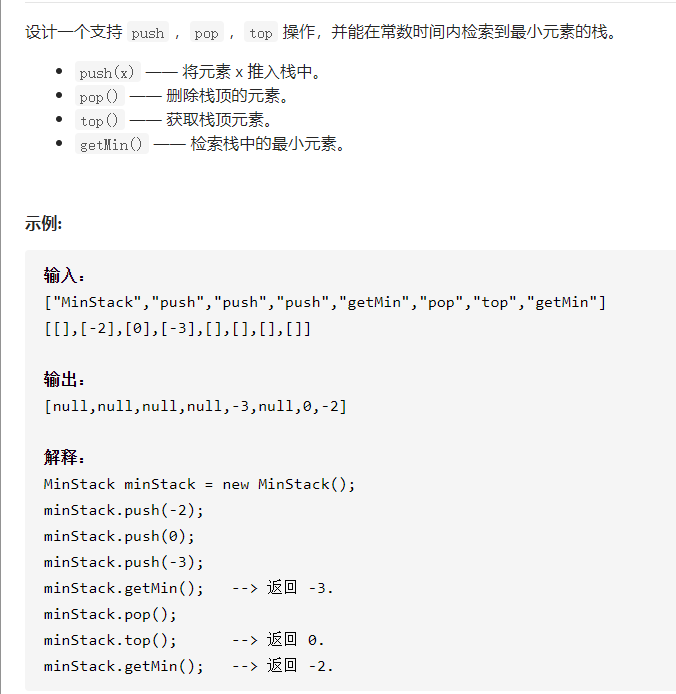 设计一个支持 push ，pop ，top 操作，并能在常数时间内检索到最小元素的栈。
push(x) —— 将元素 x 推入栈中。
pop() —— 删除栈顶的元素。
top() —— 获取栈顶元素。
getMin() —— 检索栈中的最小元素。
示例:
输入：
["MinStack","push","push","push","getMin","pop","top","getMin"]
[[],[-2],[0],[-3],[],[],[],[]]
输出：
[null,null,null,null,-3,null,0,-2]
解释：
MinStack minStack = new MinStack();
minStack.push(-2);
minStack.push(0);
minStack.push(-3);
minStack.getMin();   --> 返回 -3.
minStack.pop();
minStack.top();      --> 返回 0.
minStack.getMin();   --> 返回 -2.